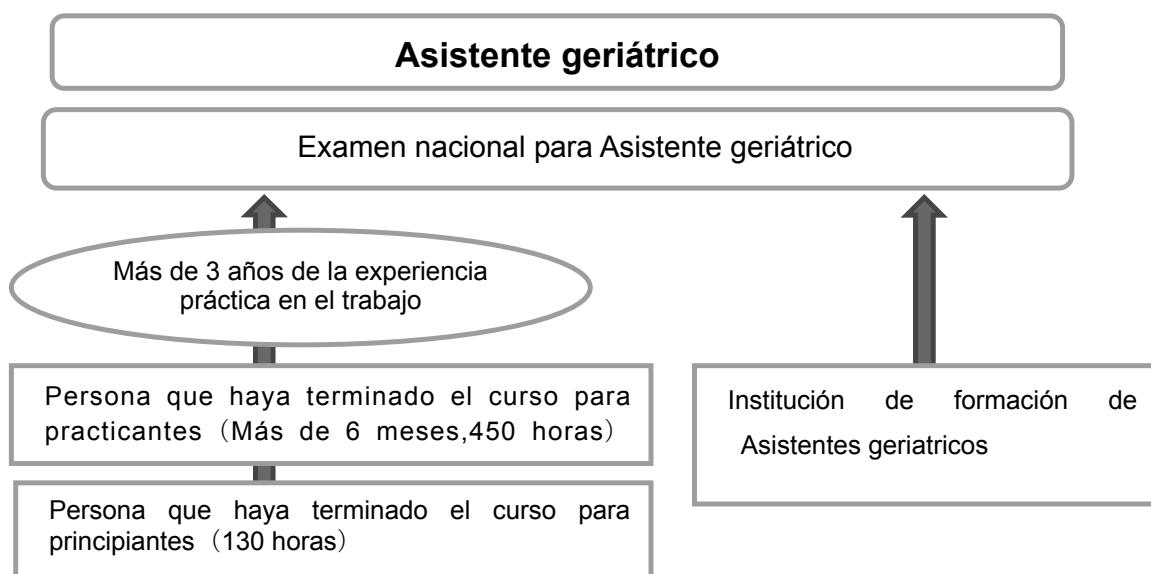 Asistente geriátrico
Examen nacional para Asistente geriátrico
Más de 3 años de la experiencia
práctica en el trabajo
Persona que haya terminado el curso para
practicantes（Más de 6 meses,450 horas）
Persona que haya terminado el curso para
principiantes（130 horas）
Institución de formación de
Asistentes geriatricos